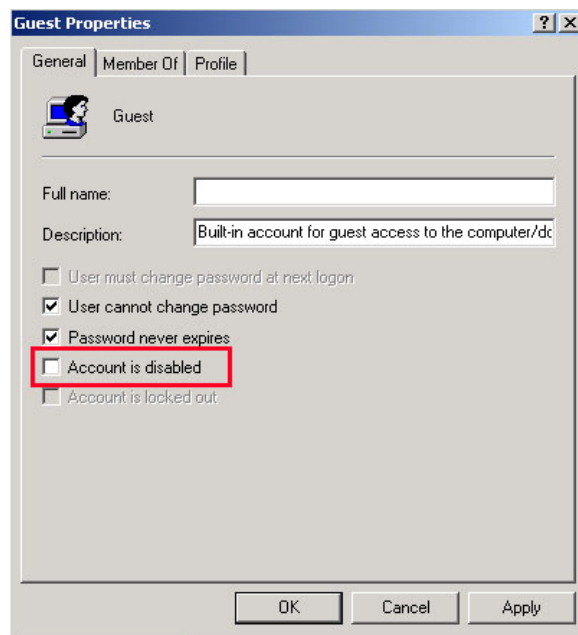 Guest Properties
General Member Of Profile
Guest
Full name:
Description: Built-in account for guest access to the computer/dc
User must change password at next logon
User cannot change password
Password never expires
Account is disabled
Account is locked out
OK Cancel Apply